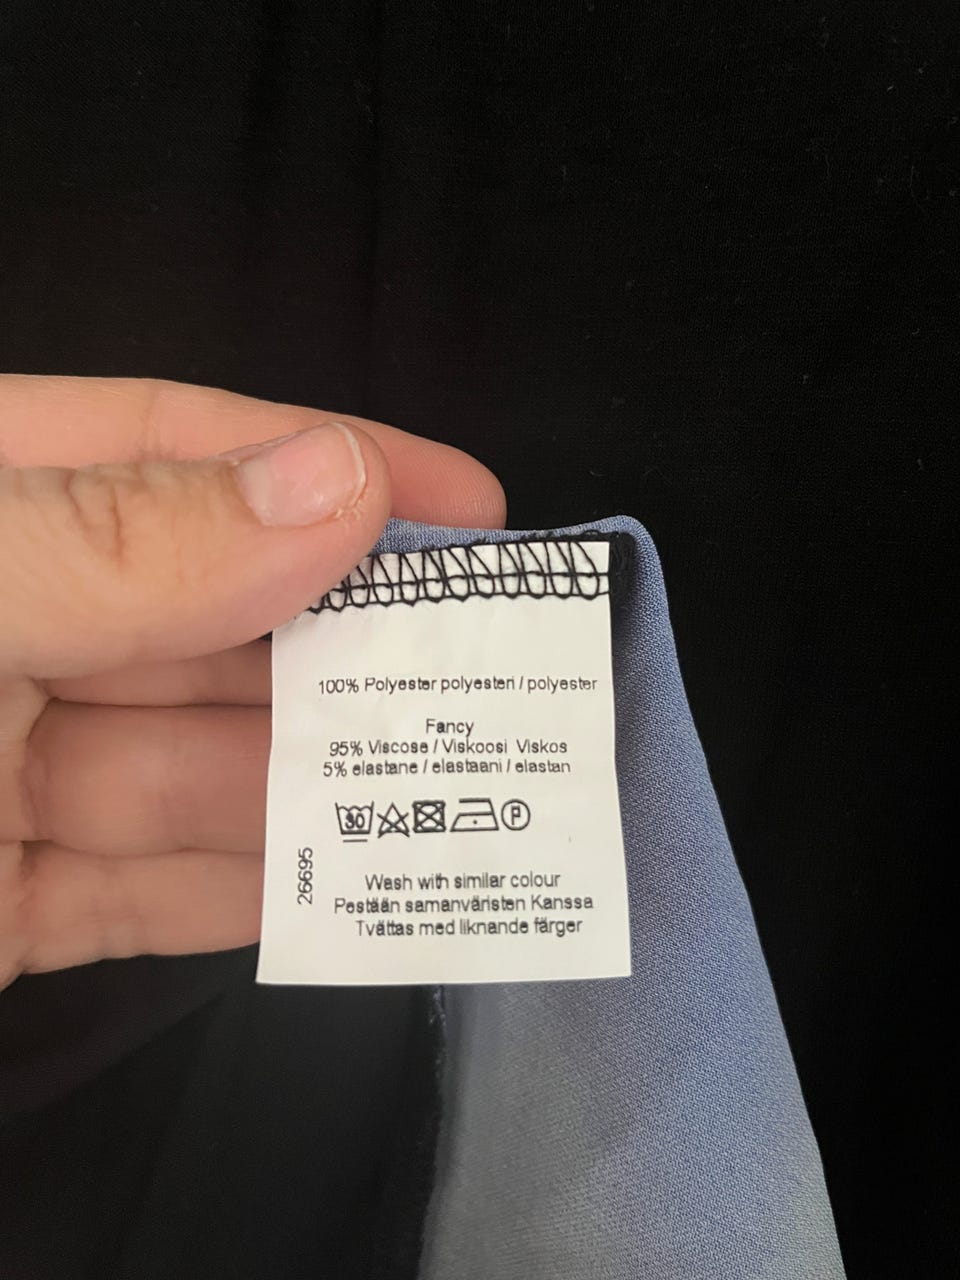 100% Polyester polyesteri / polyester
Fancy
95% Viscose / Viskoosi Viskos
5% elastane / elastaani / elastan
30
P
26695
Wash with similar colour
Pestään samanväristen Kanssa
Tvättas med liknande färger